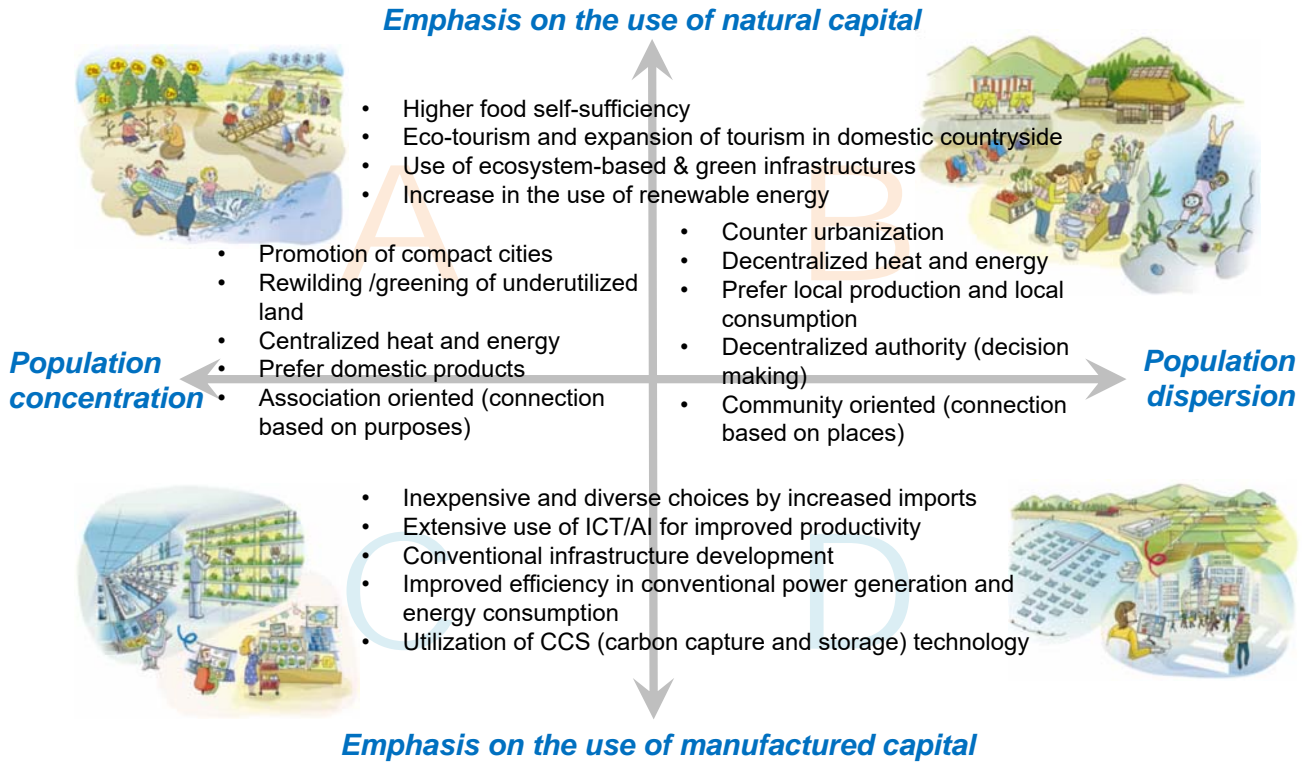 Emphasis on the use of natural capital
• Higher food self-sufficiency
• Eco-tourism and expansion of tourism in domestic countryside
• Use of ecosystem-based & green infrastructures
• Increase in the use of renewable energy
A
B
• Promotion of compact cities
• Rewilding /greening of underutilized
land
• Centralized heat and energy
• Prefer domestic products
• Association oriented (connection
based on purposes)
• Counter urbanization
• Decentralized heat and energy
• Prefer local production and local
consumption
• Decentralized authority (decision
making)
• Community oriented (connection
based on places)
Population
concentration
Population
dispersion
• Inexpensive and diverse choices by increased imports
• Extensive use of ICT/AI for improved productivity
• Conventional infrastructure development
• Improved efficiency in conventional power generation and
energy consumption
• Utilization of CCS (carbon capture and storage) technology
C
D
Emphasis on the use of manufactured capital